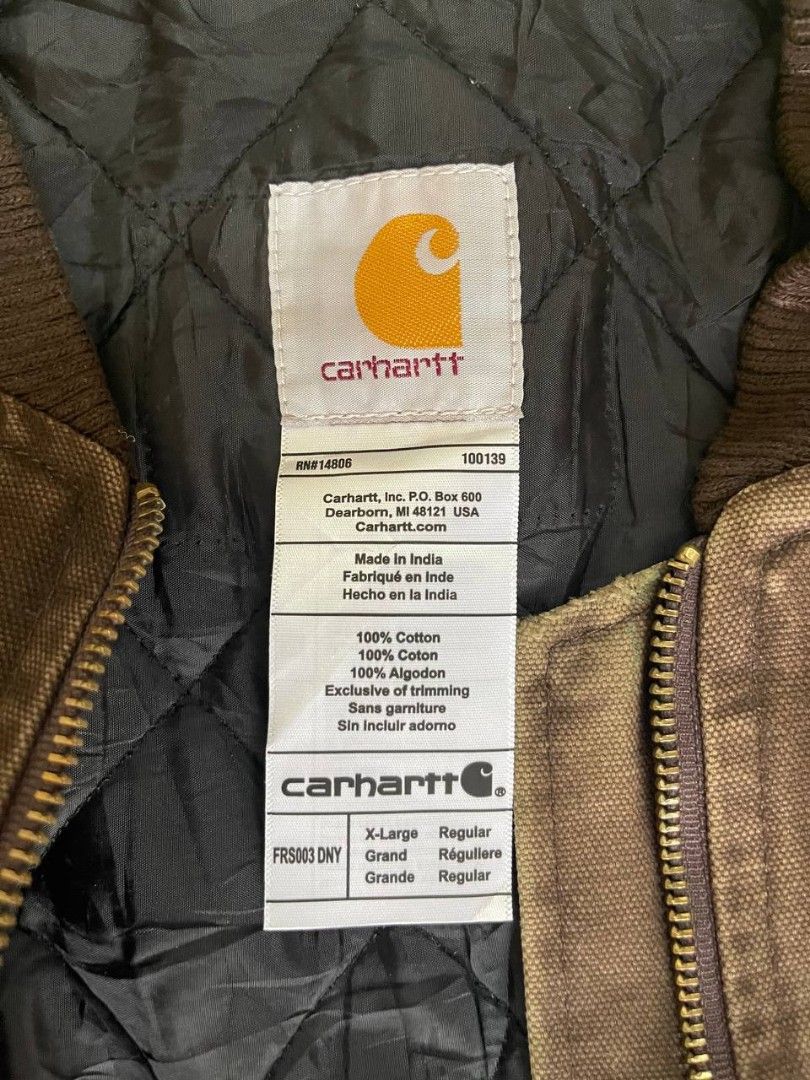 carhartt
RN#14806 100139
Carhartt, Inc. P.O. Box 600
Dearborn, MI 48121 USA
Carhartt.com
Made in India
Fabriqué en Inde
Hecho en la India
100% Cotton
100% Coton
100% Algodon
Exclusive of trimming
Sans garniture
Sin incluir adorno
carhartt ®
FRS003 DNY
X-Large Regular
Grand Réguliere
Grande Regular